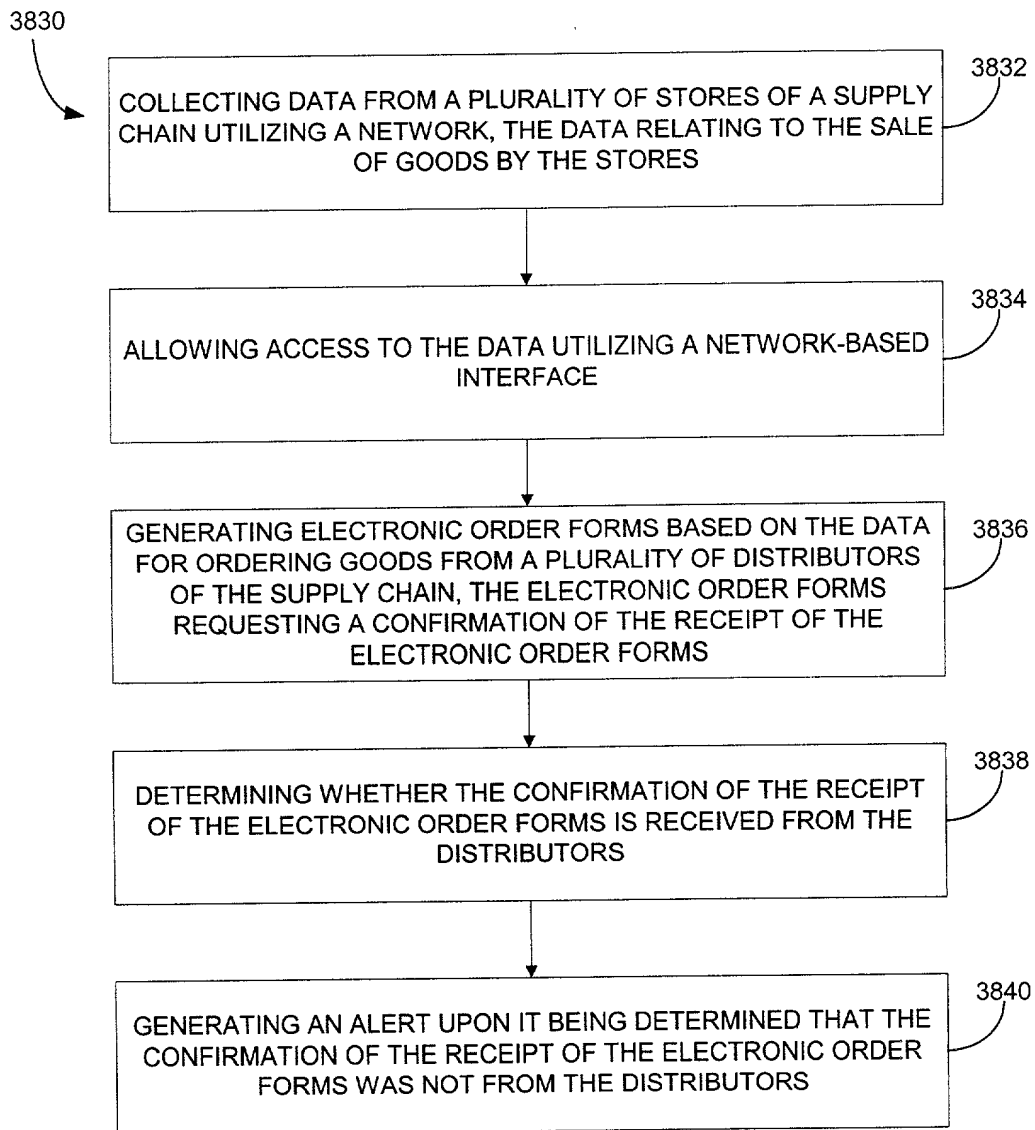 3830
3832
COLLECTING DATA FROM A PLURALITY OF STORES OF A SUPPLY
CHAIN UTILIZING A NETWORK, THE DATA RELATING TO THE SALE
OF GOODS BY THE STORES
3834
ALLOWING ACCESS TO THE DATA UTILIZING A NETWORK-BASED
INTERFACE
3836
GENERATING ELECTRONIC ORDER FORMS BASED ON THE DATA
FOR ORDERING GOODS FROM A PLURALITY OF DISTRIBUTORS
OF THE SUPPLY CHAIN, THE ELECTRONIC ORDER FORMS
REQUESTING A CONFIRMATION OF THE RECEIPT OF THE
ELECTRONIC ORDER FORMS
3838
DETERMINING WHETHER THE CONFIRMATION OF THE RECEIPT
OF THE ELECTRONIC ORDER FORMS IS RECEIVED FROM THE
DISTRIBUTORS
3840
GENERATING AN ALERT UPON IT BEING DETERMINED THAT THE
CONFIRMATION OF THE RECEIPT OF THE ELECTRONIC ORDER
FORMS WAS NOT FROM THE DISTRIBUTORS